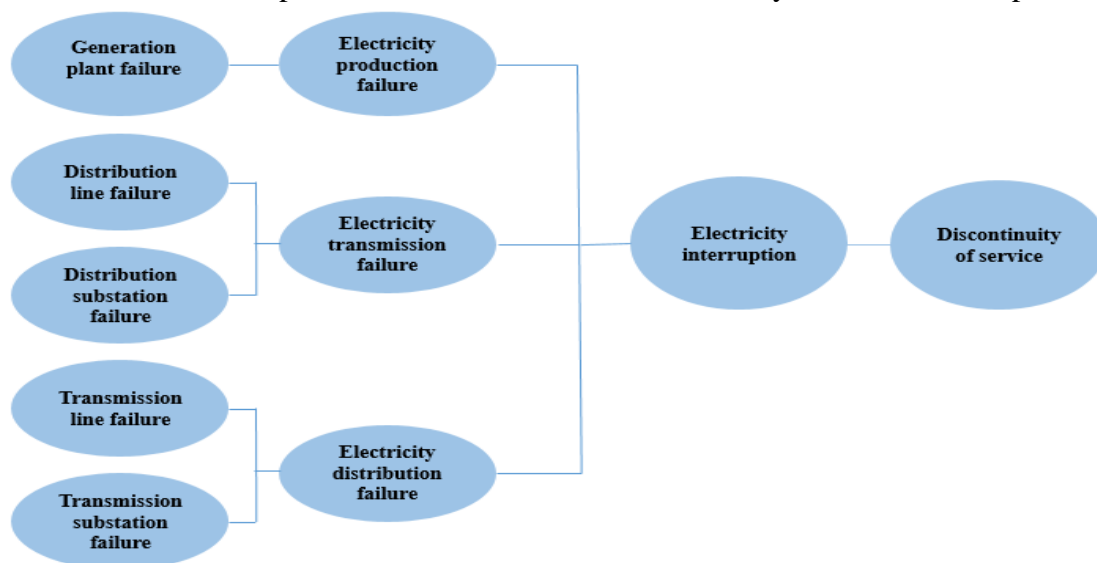 Generation
plant failure
Electricity
production
failure
Distribution
line failure
Distribution
substation
failure
Electricity
transmission
failure
Transmission
line failure
Transmission
substation
failure
Electricity
distribution
failure
Electricity
interruption
Discontinuity
of service